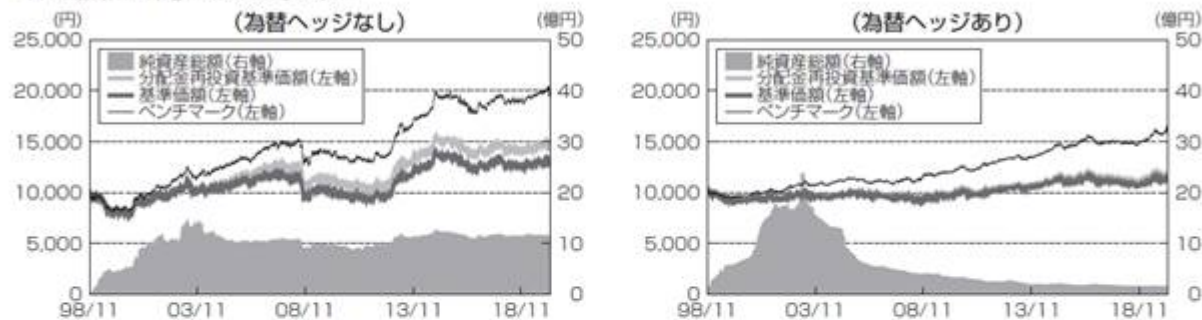 (円)
(為替ヘッジなし)
(億円)
25,000
50
純資産総額(右軸)
分配金再投資基準価額(左軸)
基準価額(左軸)
ベンチマーク(左軸)
20,000
40
15,000
30
10,000
20
5,000
10
0
0
98/11
03/11
08/11
13/11
18/11
(円)
(為替ヘッジあり)
(億円)
25,000
50
純資産総額(右軸)
分配金再投資基準価額(左軸)
基準価額(左軸)
ベンチマーク(左軸)
20,000
40
15,000
30
10,000
20
5,000
10
0
0
98/11
03/11
08/11
13/11
18/11